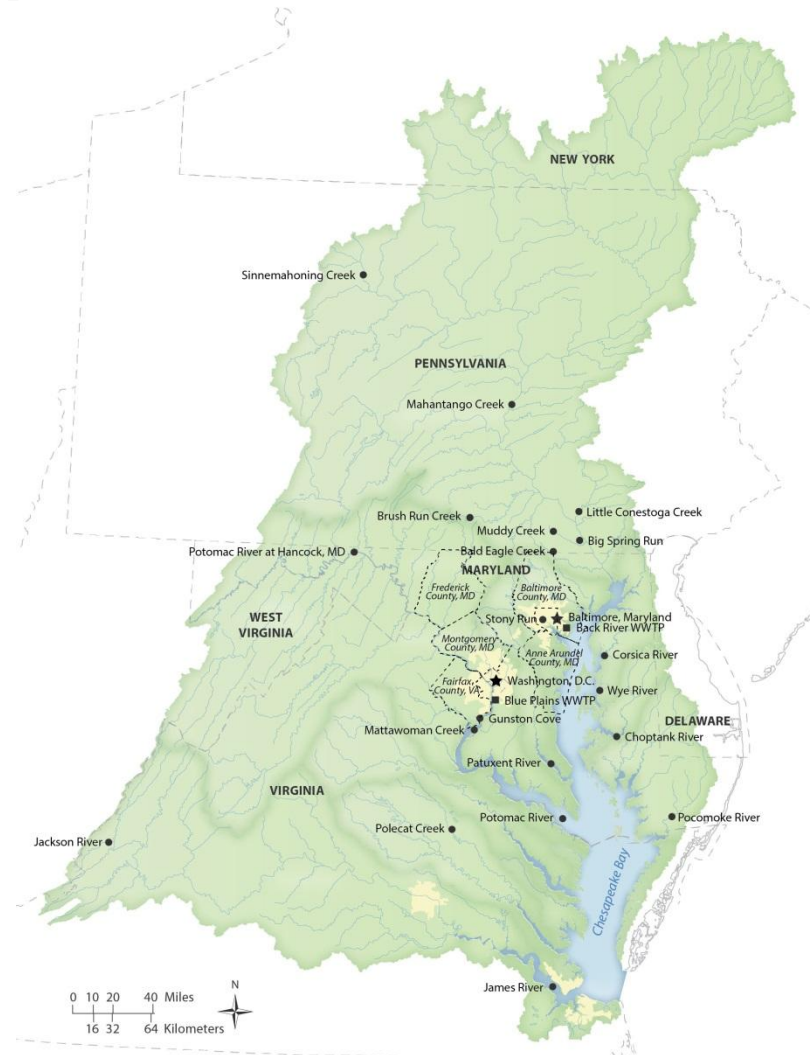 NEW YORK
Sinnemahoning Creek
PENNSYLVANIA
Mahantango Creek
Little Conestoga Creek
Brush Run Creek
Muddy Creek
Big Spring Run
Potomac River at Hancock, MD
Bald Eagle Creek
MARYLAND
Frederick
County, MD
Baltimore
County, MD
WEST
VIRGINIA
Stony Run
Baltimore, Maryland
Back River WWTP
Montgomery
County, MD
Anne Arundel
County, MD
Corsica River
Fairfax
County, VA
Washington, D.C.
Wye River
Blue Plains WWTP
Gunston Cove
DELAWARE
Mattawoman Creek
Choptank River
Patuxent River
VIRGINIA
Potomac River
Pocomoke River
Polecat Creek
Jackson River
Chesapeake Bay
James River
N
0 10 20 40 Miles
16 32 64 Kilometers